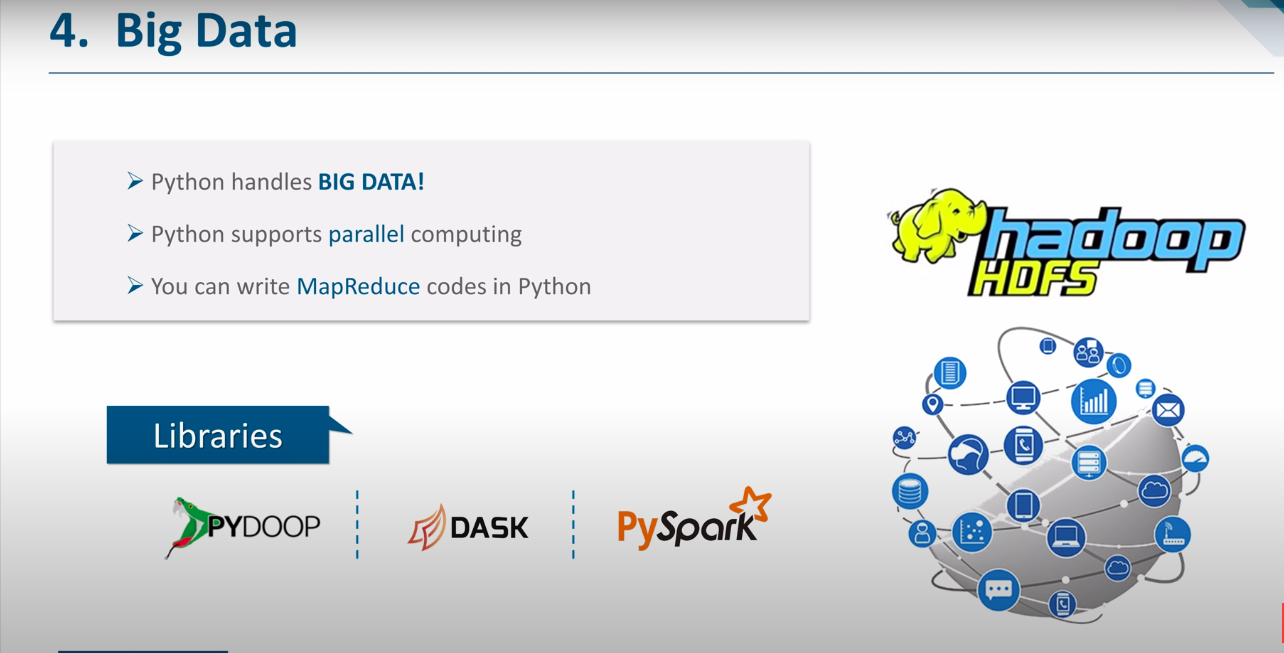 4. Big Data
➢ Python handles BIG DATA!
➢ Python supports parallel computing
➢ You can write MapReduce codes in Python
hadoop
HDFS
Libraries
PYDOOP
DASK
PySpark